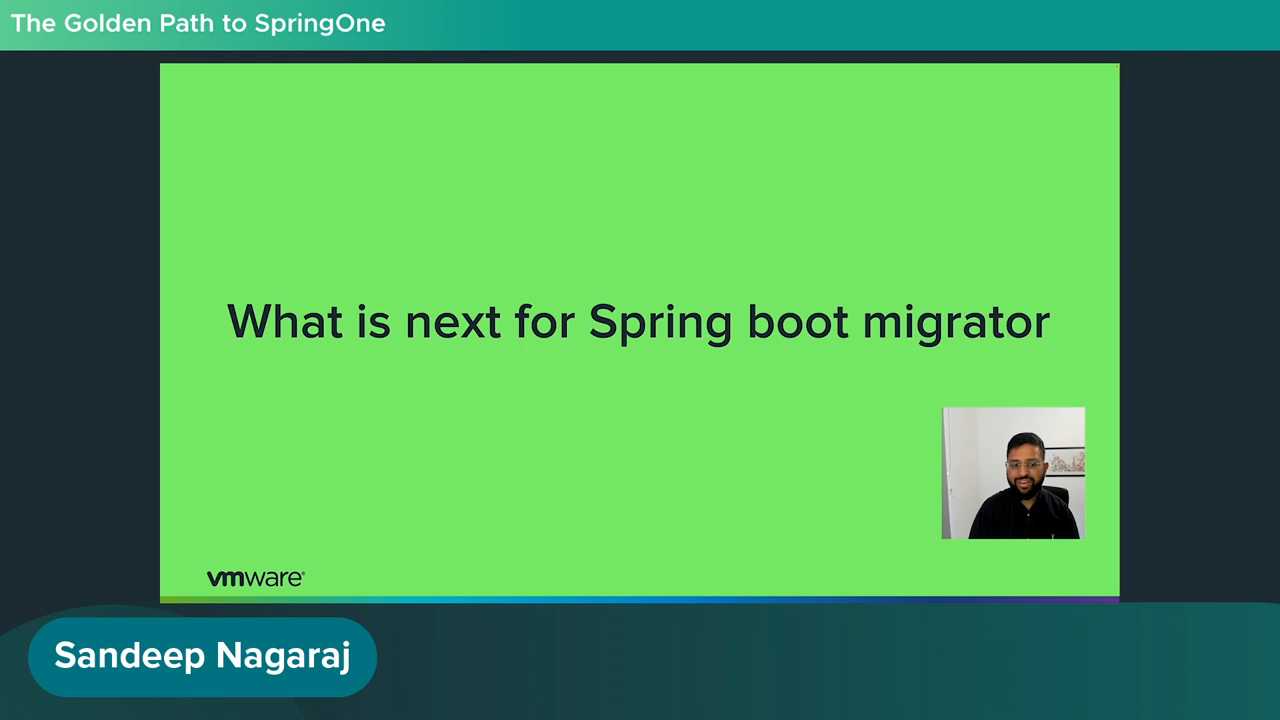 The Golden Path to SpringOne
What is next for Spring boot migrator
vmware®
Sandeep Nagaraj